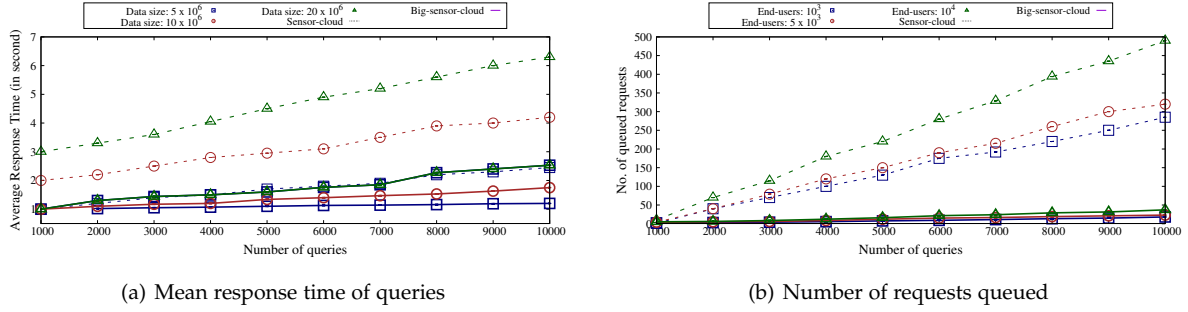 Data size: 5 x 10^6
Data size: 10 x 10^6
Data size: 20 x 10^6
Sensor-cloud
Big-sensor-cloud
Average Response Time (in second)
7
6
5
4
3
2
1
1000 2000 3000 4000 5000 6000 7000 8000 9000 10000
Number of queries
(a) Mean response time of queries
End-users: 10^3
End-users: 5 x 10^3
End-users: 10^4
Sensor-cloud
Big-sensor-cloud
No. of queued requests
500
450
400
350
300
250
200
150
100
50
0
1000 2000 3000 4000 5000 6000 7000 8000 9000 10000
Number of queries
(b) Number of requests queued